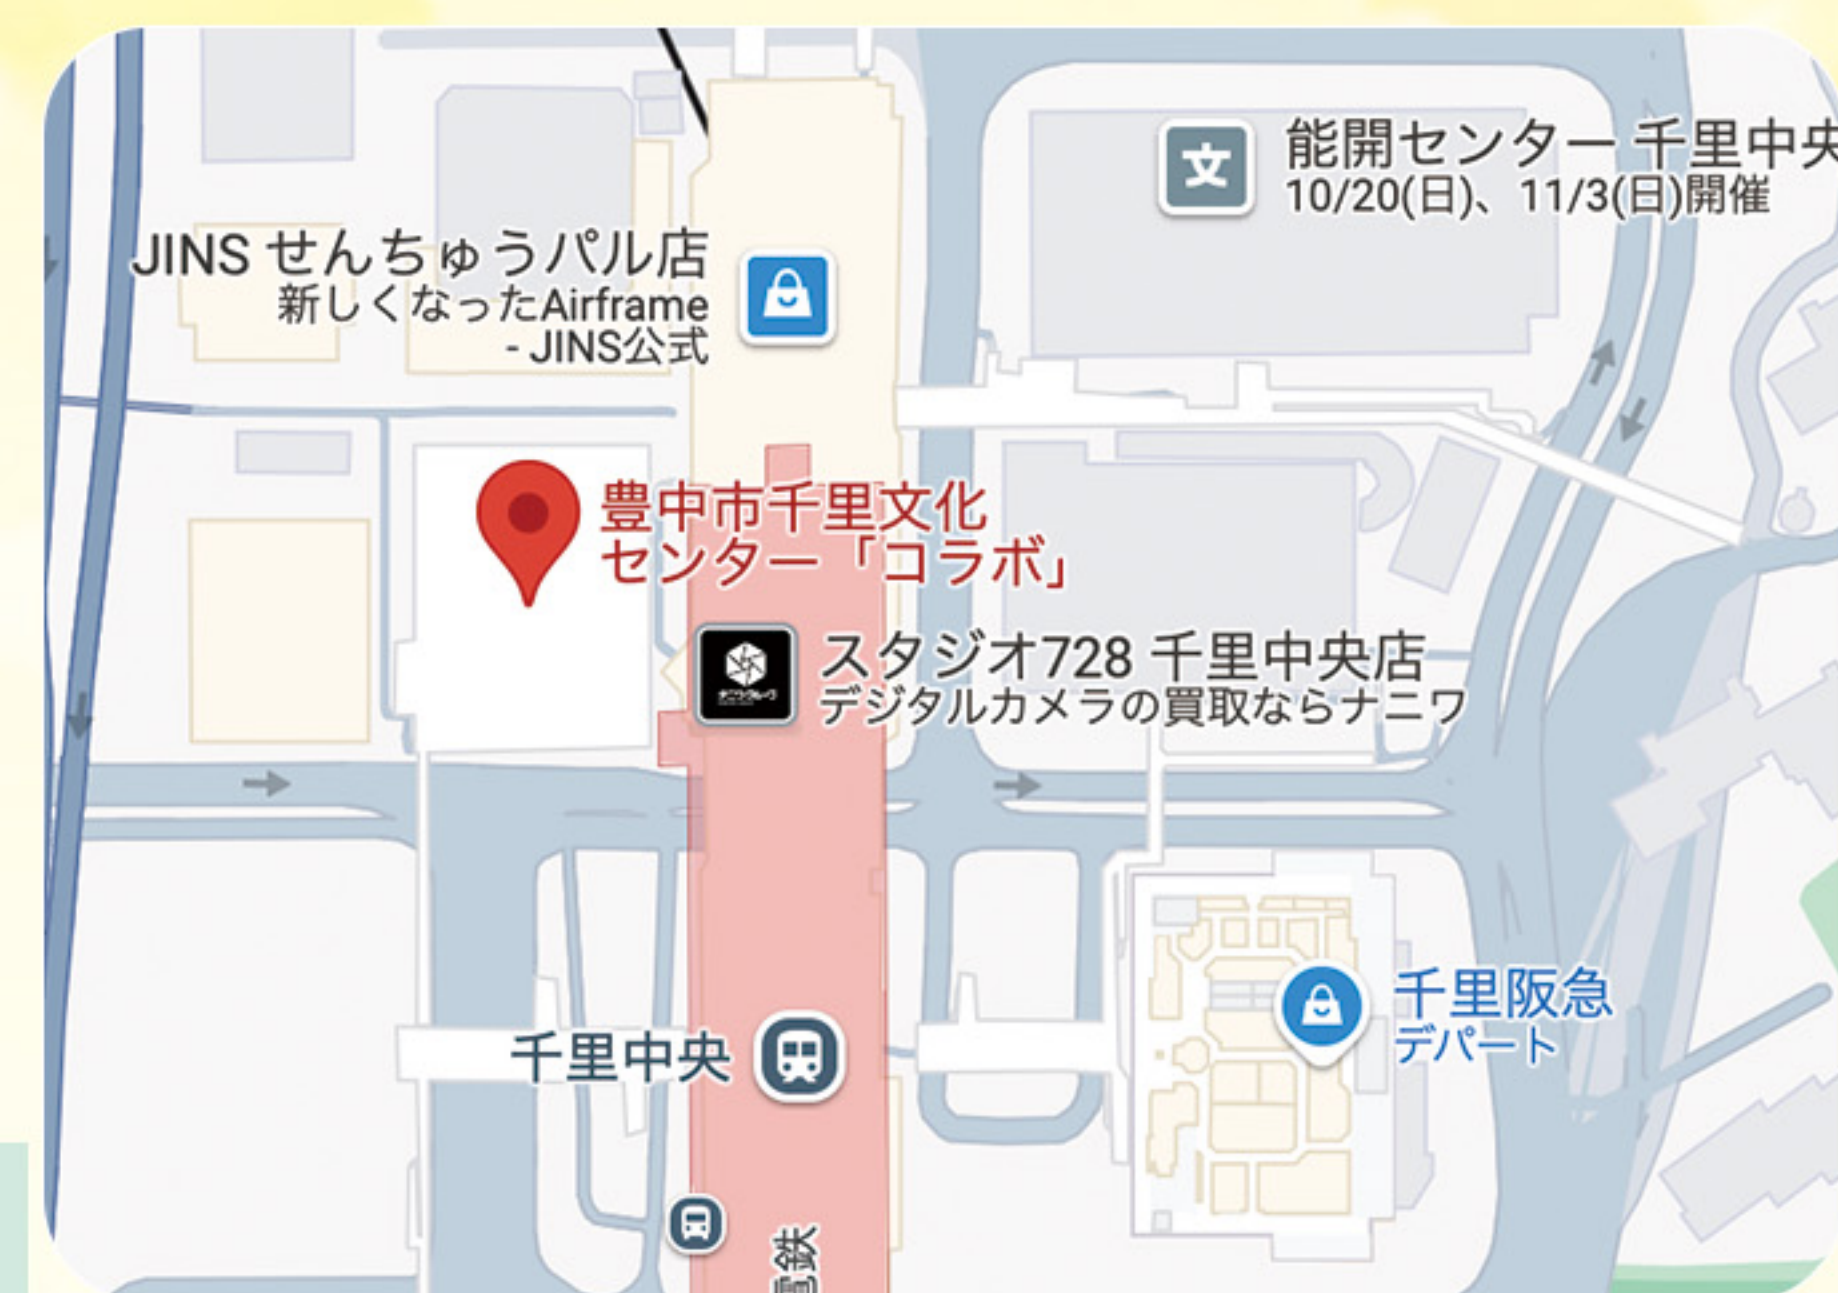 能開センター 千里中央
10/20(日)、11/3(日)開催
JINS せんちゅうパル店
新しくなったAirframe
- JINS公式
豊中市千里文化
センター「コラボ」
スタジオ728 千里中央店
デジタルカメラの買取ならナニワ
千里阪急
デパート
千里中央
電鉄
文